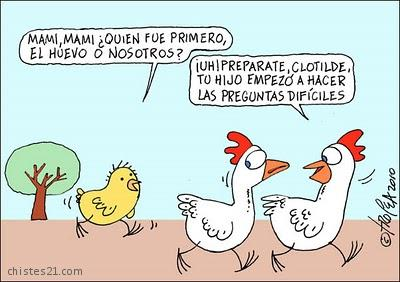 MAMI, MAMI ¿QUIEN FUE PRIMERO,
EL HUEVO O NOSOTROS?
¡UH! PREPARATE, CLOTILDE,
TU HIJO EMPEZÓ A HACER
LAS PREGUNTAS DIFÍCILES
chistes21.com